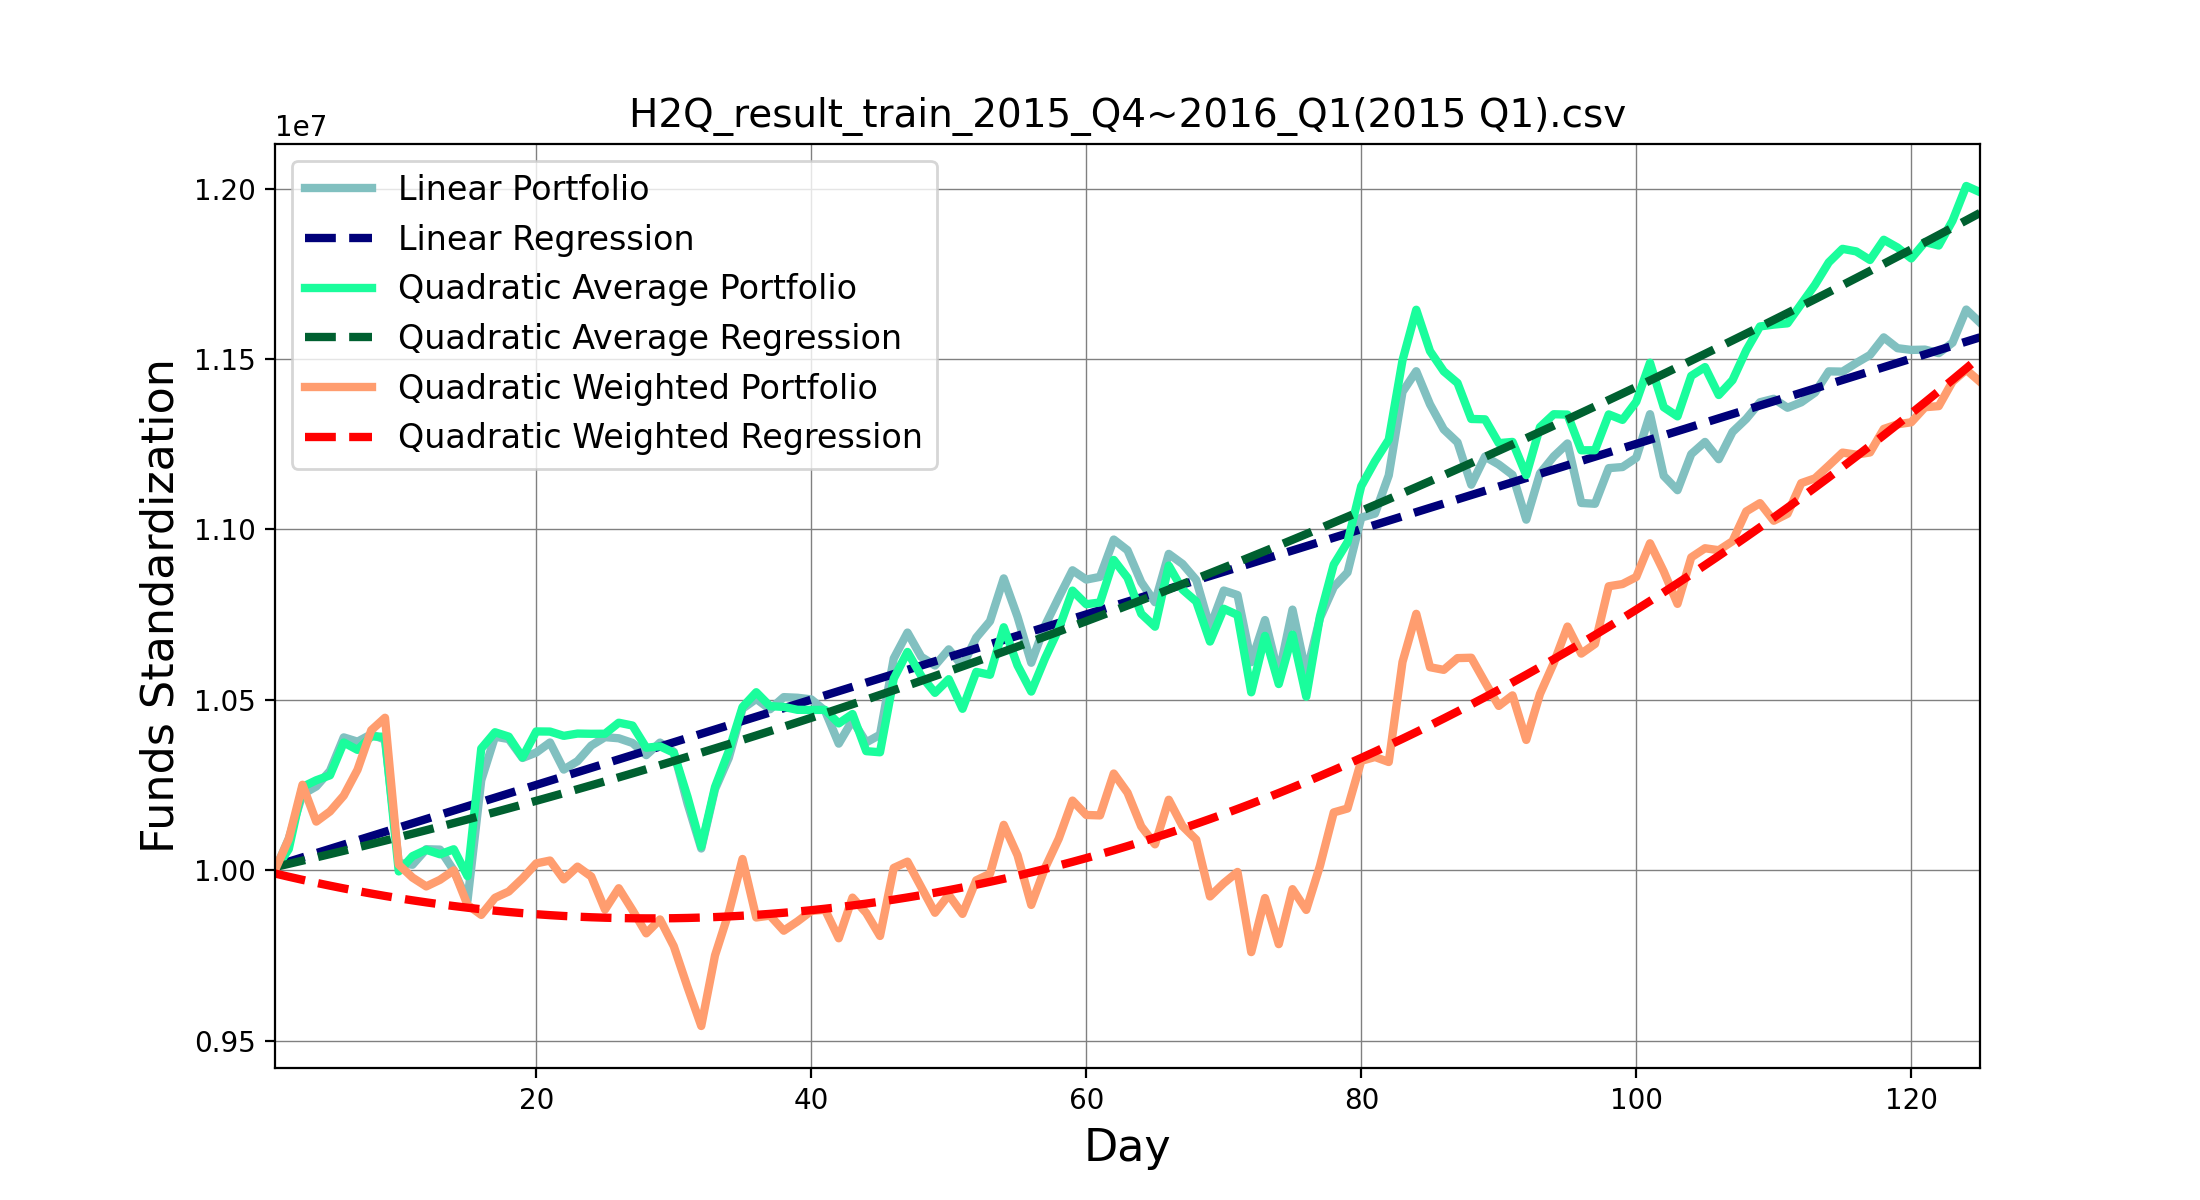 H2Q_result_train_2015_Q4~2016_Q1(2015 Q1).csv
1e7
1.20
1.15
1.10
1.05
1.00
0.95
Funds Standardization
Linear Portfolio
Linear Regression
Quadratic Average Portfolio
Quadratic Average Regression
Quadratic Weighted Portfolio
Quadratic Weighted Regression
20 40 60 80 100 120
Day